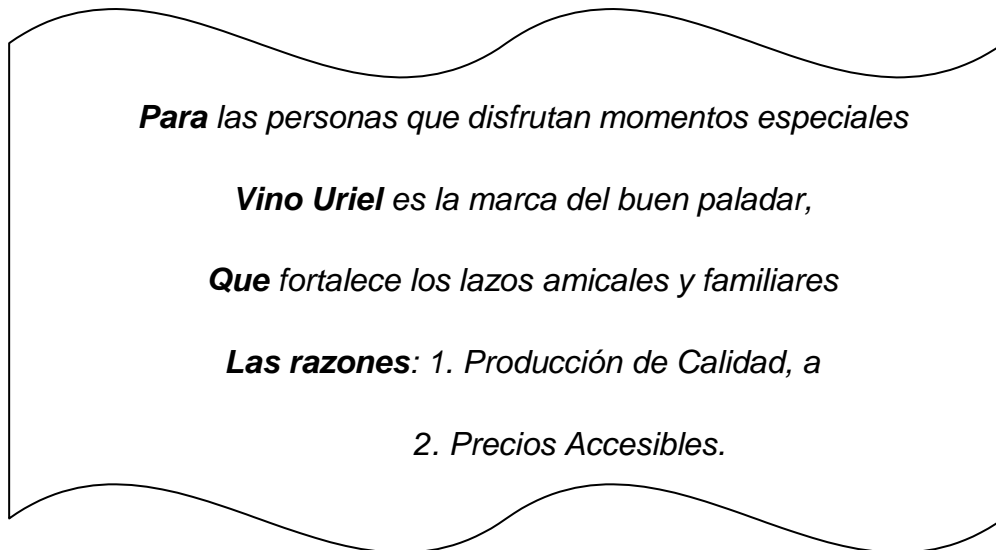 Para las personas que disfrutan momentos especiales
Vino Uriel es la marca del buen paladar,
Que fortalece los lazos amicales y familiares
Las razones: 1. Producción de Calidad, a
2. Precios Accesibles.